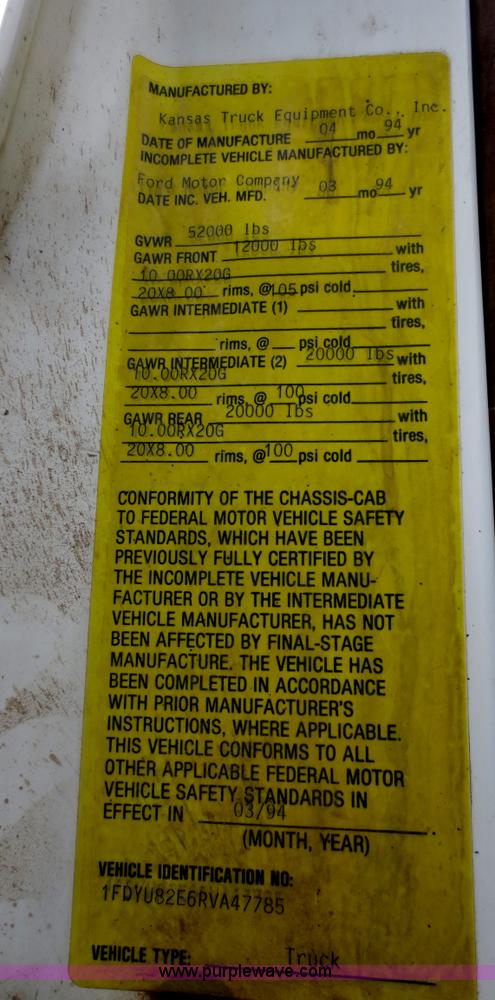 MANUFACTURED BY:
Kansas Truck Equipment Co., Inc.
DATE OF MANUFACTURE 04 mo 94 yr
INCOMPLETE VEHICLE MANUFACTURED BY:
Ford Motor Company
DATE INC. VEH. MFD. 03 mo 94 yr
GVWR 52000 lbs
GAWR FRONT 12000 lbs with
10.00RX20G tires,
20X8.00 rims, @105 psi cold
GAWR INTERMEDIATE (1) with
tires,
rims, @ psi cold
GAWR INTERMEDIATE (2) 20000 lbs with
10.00RX20G tires,
20X8.00 rims, @ 100 psi cold
GAWR REAR 20000 lbs with
10.00RX20G tires,
20X8.00 rims, @100 psi cold
CONFORMITY OF THE CHASSIS-CAB
TO FEDERAL MOTOR VEHICLE SAFETY
STANDARDS, WHICH HAVE BEEN
PREVIOUSLY FULLY CERTIFIED BY
THE INCOMPLETE VEHICLE MANU-
FACTURER OR BY THE INTERMEDIATE
VEHICLE MANUFACTURER, HAS NOT
BEEN AFFECTED BY FINAL-STAGE
MANUFACTURE. THE VEHICLE HAS
BEEN COMPLETED IN ACCORDANCE
WITH PRIOR MANUFACTURER'S
INSTRUCTIONS, WHERE APPLICABLE.
THIS VEHICLE CONFORMS TO ALL
OTHER APPLICABLE FEDERAL MOTOR
VEHICLE SAFETY STANDARDS IN
EFFECT IN 03/94
(MONTH, YEAR)
VEHICLE IDENTIFICATION NO:
1FDYU82E6RVA47785
VEHICLE TYPE: Truck
www.purplewave.com